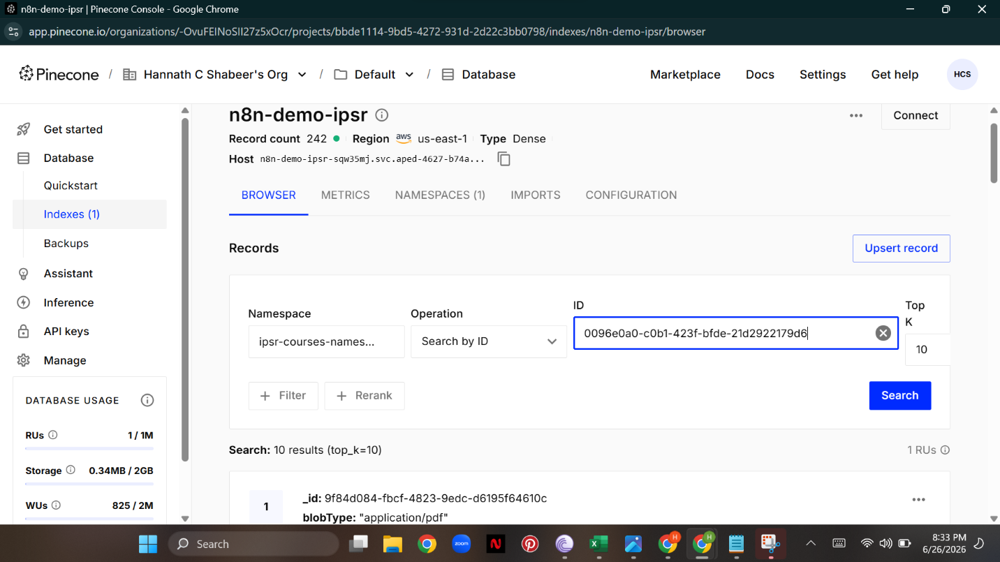 n8n-demo-ipsr | Pinecone Console - Google Chrome
app.pinecone.io/organizations/-OvuFEINoSII27z5xOcr/projects/bbde1114-9bd5-4272-931d-2d22c3bb0798/indexes/n8n-demo-ipsr/browser
Pinecone / Hannath C Shabeer's Org / Default / Database Marketplace Docs Settings Get help HCS
Get started
Database
Quickstart
Indexes (1)
Backups
Assistant
Inference
API keys
Manage
DATABASE USAGE
RUs 1 / 1M
Storage 0.34MB / 2GB
WUs 825 / 2M
n8n-demo-ipsr Connect
Record count 242 Region aws us-east-1 Type Dense
Host n8n-demo-ipsr-sqw35mj.svc.aped-4627-b74a...
BROWSER METRICS NAMESPACES (1) IMPORTS CONFIGURATION
Records Upsert record
Namespace Operation ID Top K
ipsr-courses-names... Search by ID 0096e0a0-c0b1-423f-bfde-21d2922179d6 10
+ Filter + Rerank Search
Search: 10 results (top_k=10) 1 RUs
1 _id: 9f84d084-fbcf-4823-9edc-d6195f64610c
blobType: "application/pdf"
Search zoom N H H
8:33 PM
6/26/2026